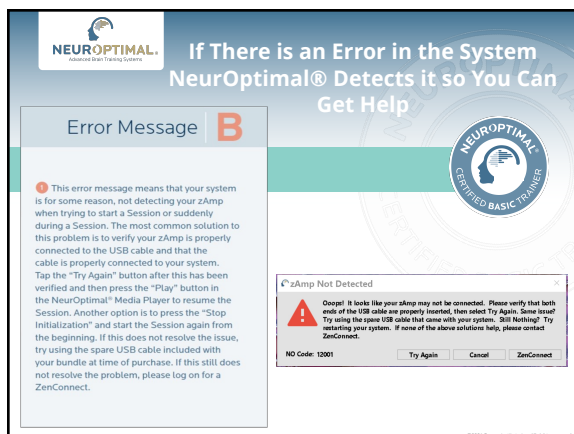 NEUROPTIMAL®
Advanced Brain Training Systems
If There is an Error in the System
NeurOptimal® Detects it so You Can
Get Help
Error Message B
1 This error message means that your system
is for some reason, not detecting your zAmp
when trying to start a Session or suddenly
during a Session. The most common solution to
this problem is to verify your zAmp is properly
connected to the USB cable and that the
cable is properly connected to your system.
Tap the “Try Again” button after this has been
verified and then press the “Play” button in
the NeurOptimal® Media Player to resume the
Session. Another option is to press the “Stop
Initialization” and start the Session again from
the beginning. If this does not resolve the issue,
try using the spare USB cable included with
your bundle at time of purchase. If this still does
not resolve the problem, please log on for a
ZenConnect.
NEUROPTIMAL®
CERTIFIED BASIC TRAINER
zAmp Not Detected
Ooops! It looks like your zAmp may not be connected. Please verify that both
ends of the USB cable are properly inserted, then select Try Again. Same issue?
Try using the spare USB cable that came with your system. Still Nothing? Try
restarting your system. If none of the above solutions help, please contact
ZenConnect.
NO Code: 12001
Try Again Cancel ZenConnect